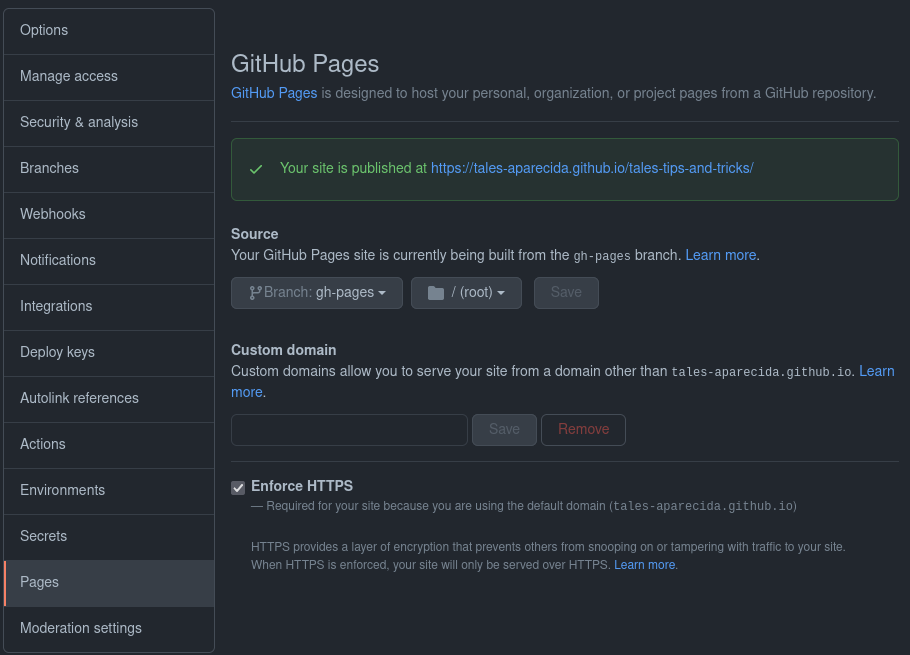 Options
Manage access
Security & analysis
Branches
Webhooks
Notifications
Integrations
Deploy keys
Autolink references
Actions
Environments
Secrets
Pages
Moderation settings
GitHub Pages
GitHub Pages is designed to host your personal, organization, or project pages from a GitHub repository.
Your site is published at https://tales-aparecida.github.io/tales-tips-and-tricks/
Source
Your GitHub Pages site is currently being built from the gh-pages branch. Learn more.
Branch: gh-pages / (root) Save
Custom domain
Custom domains allow you to serve your site from a domain other than tales-aparecida.github.io. Learn
more.
Save Remove
Enforce HTTPS
— Required for your site because you are using the default domain (tales-aparecida.github.io)
HTTPS provides a layer of encryption that prevents others from snooping on or tampering with traffic to your site.
When HTTPS is enforced, your site will only be served over HTTPS. Learn more.